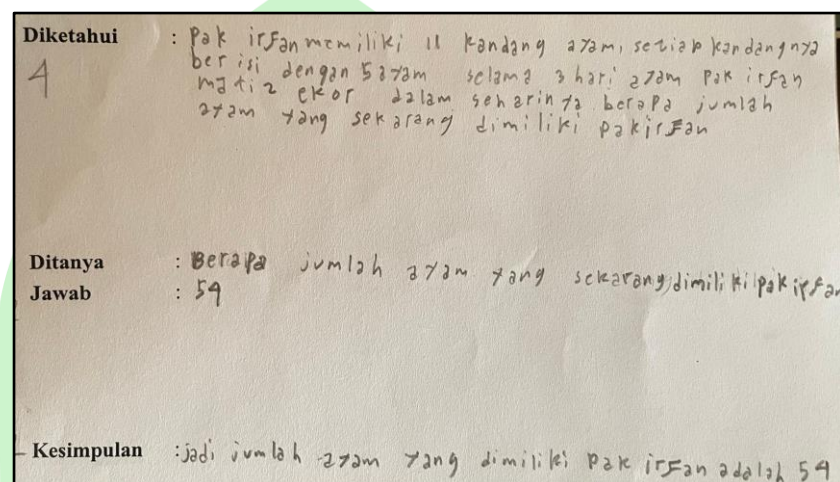 Diketahui : Pak irfan memiliki 11 kandang ayam, setiap kandangnya
4 berisi dengan 5 ayam selama 3 hari ayam Pak irfan
mati 2 ekor dalam seharinya berapa jumlah
ayam yang sekarang dimiliki pak irfan
Ditanya : Berapa jumlah ayam yang sekarang dimiliki pak irfan
Jawab : 59
Kesimpulan : jadi jumlah ayam yang dimiliki Pak irfan adalah 59